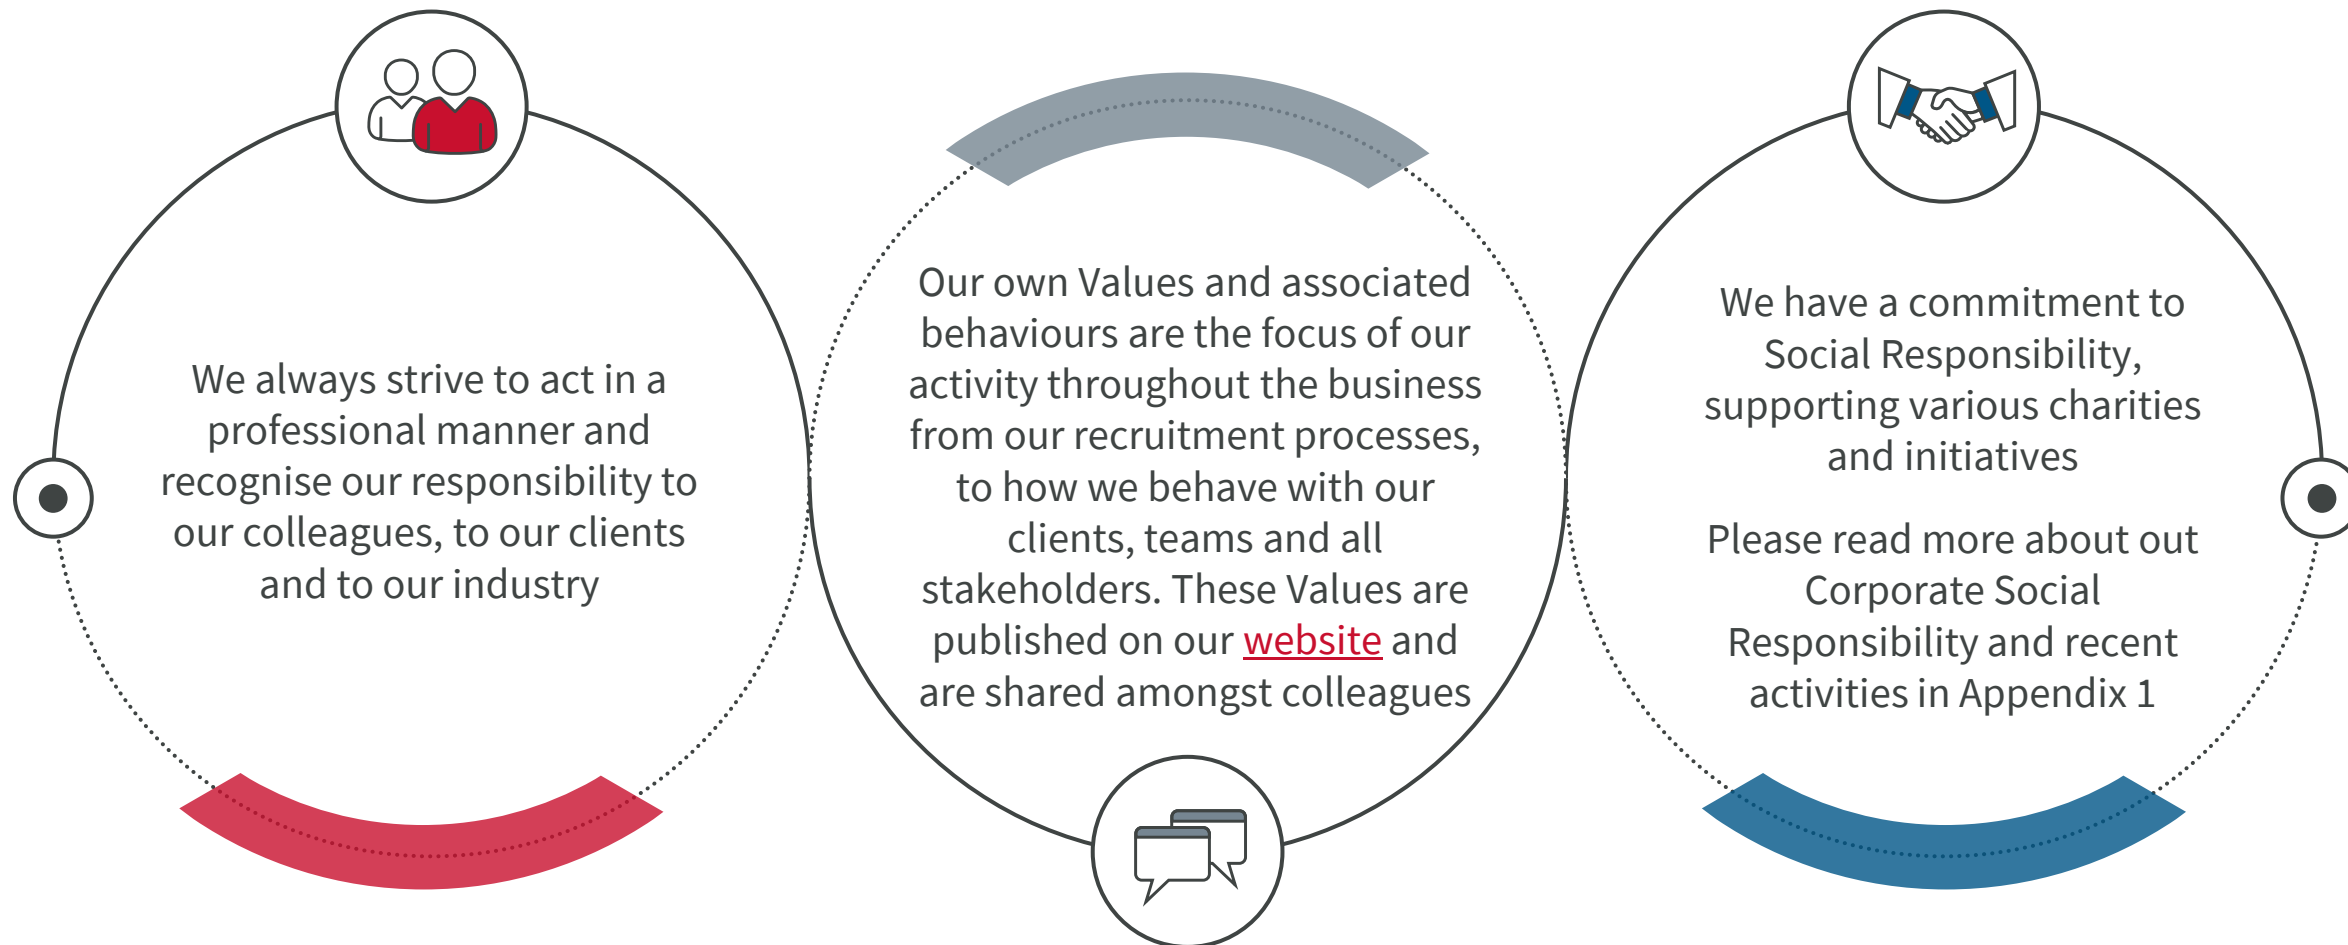 We always strive to act in a
professional manner and
recognise our responsibility to
our colleagues, to our clients
and to our industry
Our own Values and associated
behaviours are the focus of our
activity throughout the business
from our recruitment processes,
to how we behave with our
clients, teams and all
stakeholders. These Values are
published on our website and
are shared amongst colleagues
We have a commitment to
Social Responsibility,
supporting various charities
and initiatives
Please read more about out
Corporate Social
Responsibility and recent
activities in Appendix 1